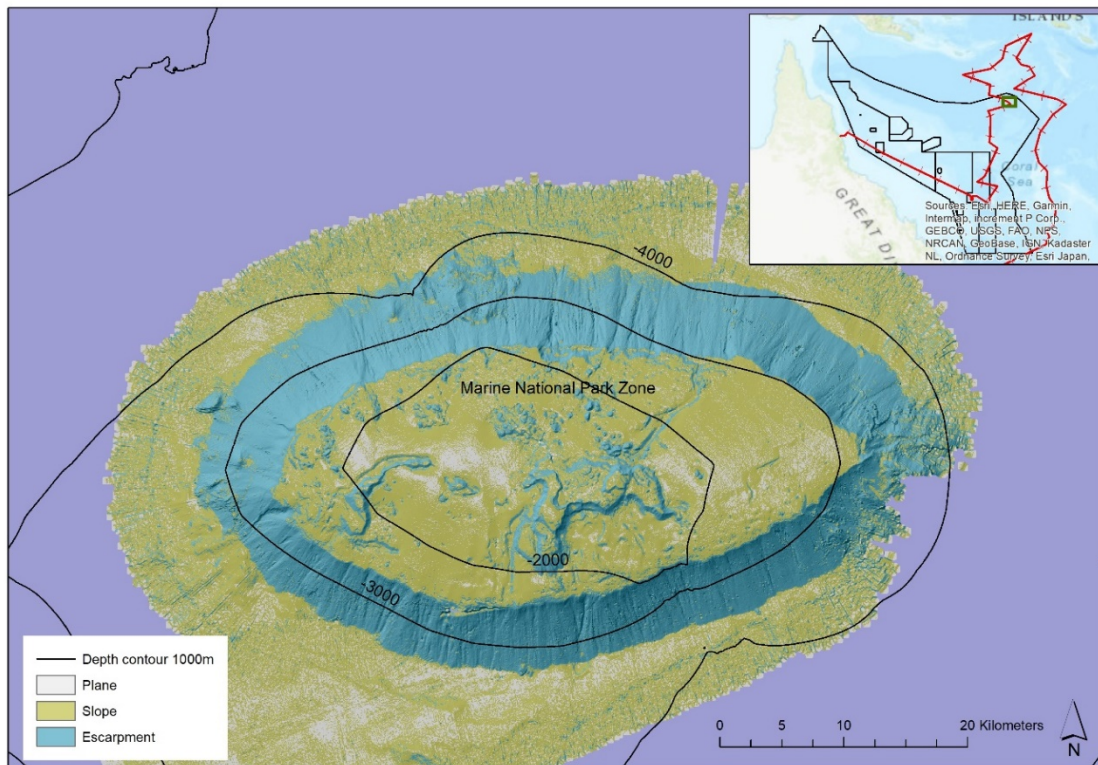 ISLANDS
Coral
Sea
GREAT DI
Sources: Esri, HERE, Garmin,
Intermap, increment P Corp.,
GEBCO, USGS, FAO, NPS,
NRCAN, GeoBase, IGN, Kadaster
NL, Ordnance Survey, Esri Japan,
-4000
Marine National Park Zone
-2000
-3000
Depth contour 1000m
Plane
Slope
Escarpment
0 5 10 20 Kilometers
N